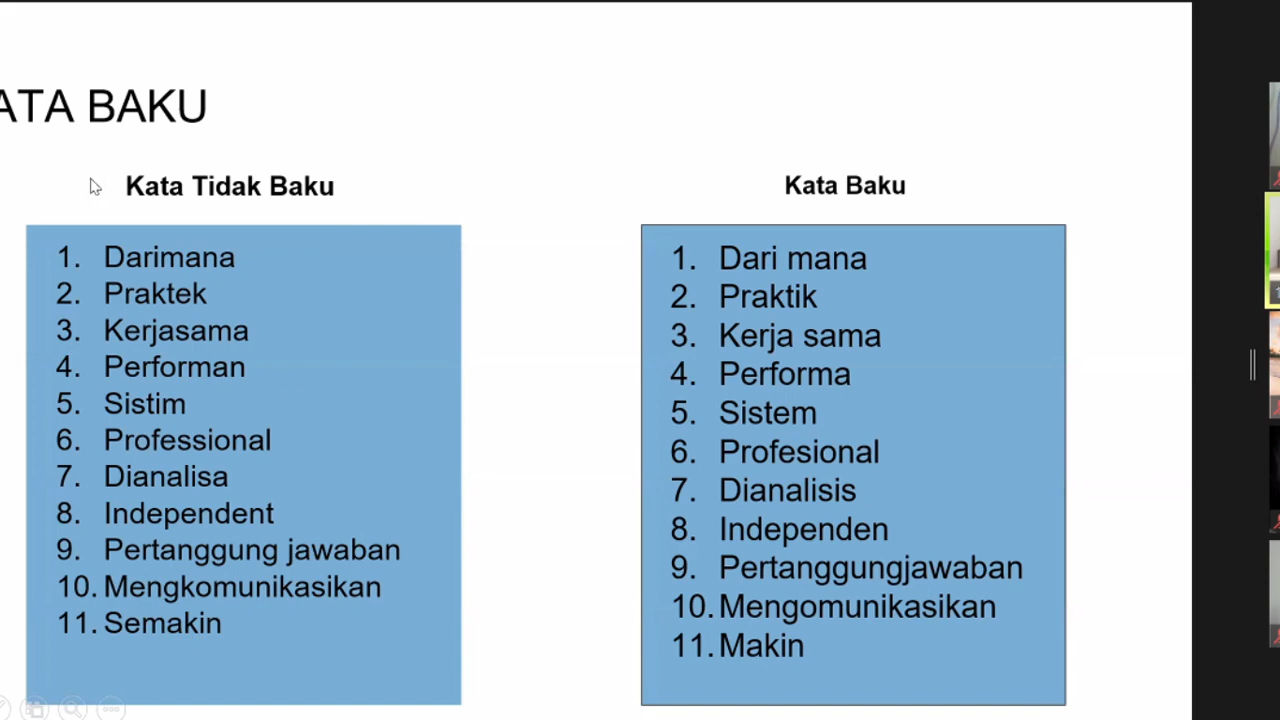 ATA BAKU
Kata Tidak Baku
1. Darimana
2. Praktek
3. Kerjasama
4. Performan
5. Sistim
6. Professional
7. Dianalisa
8. Independent
9. Pertanggung jawaban
10. Mengkomunikasikan
11. Semakin
Kata Baku
1. Dari mana
2. Praktik
3. Kerja sama
4. Performa
5. Sistem
6. Profesional
7. Dianalisis
8. Independen
9. Pertanggungjawaban
10. Mengomunikasikan
11. Makin